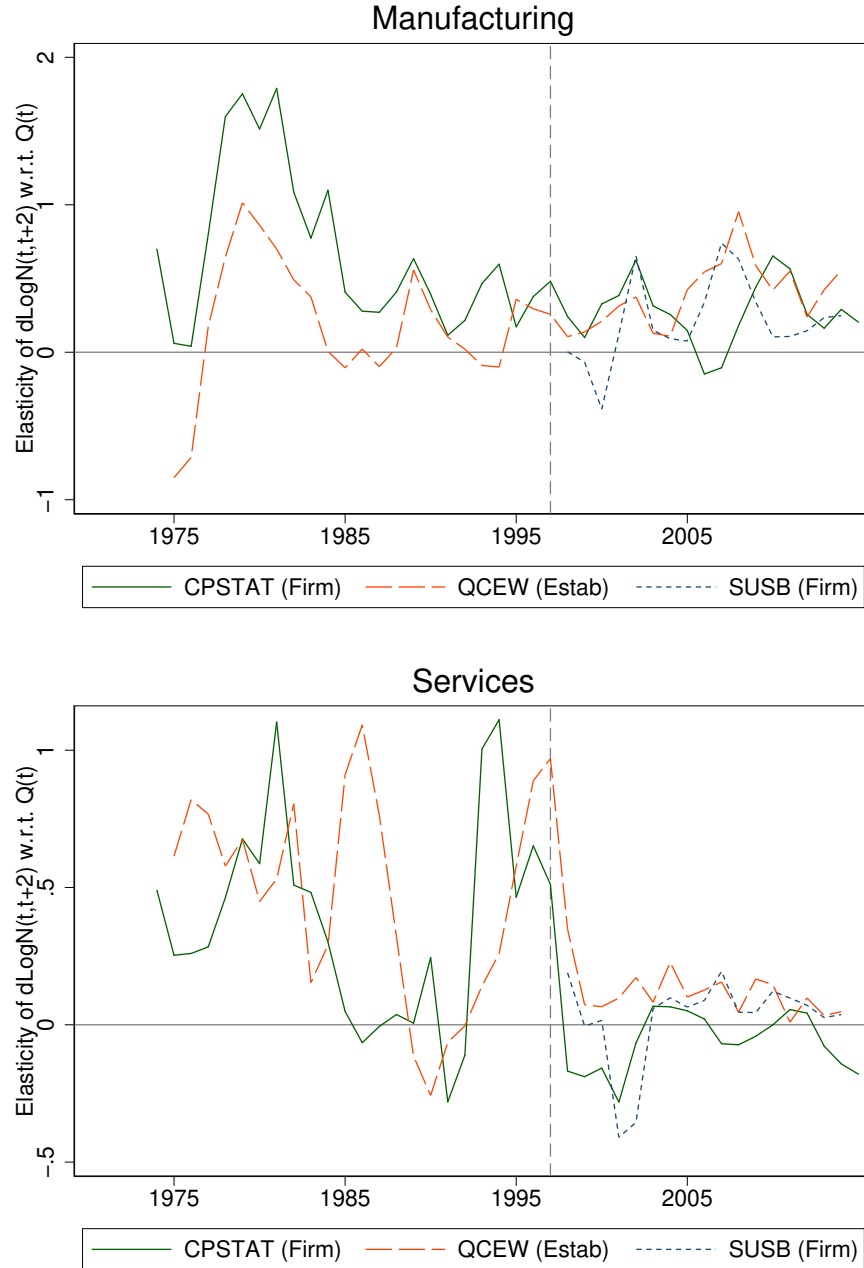 Manufacturing
Elasticity of dLogN(t,t+2) w.r.t. Q(t)
2
1
0
−1
1975 1985 1995 2005
CPSTAT (Firm) QCEW (Estab) SUSB (Firm)
Services
Elasticity of dLogN(t,t+2) w.r.t. Q(t)
1
.5
0
−.5
1975 1985 1995 2005
CPSTAT (Firm) QCEW (Estab) SUSB (Firm)